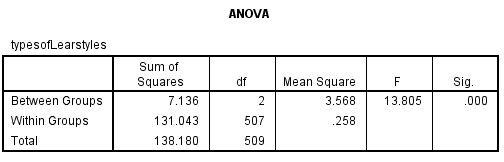 ANOVA
typesofLearstyles
Sum of Squares df Mean Square F Sig.
Between Groups 7.136 2 3.568 13.805 .000
Within Groups 131.043 507 .258
Total 138.180 509